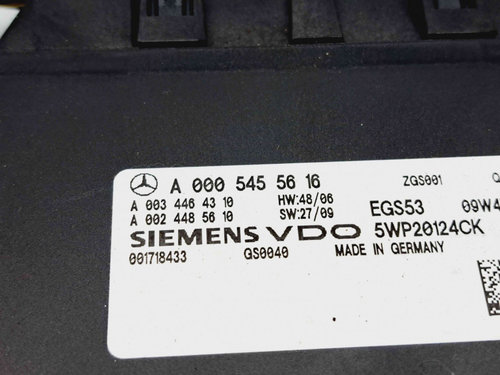 A 000 545 56 16 ZGS001 Q
A 003 446 43 10 HW:48/06
A 002 448 56 10 SW:27/09 EGS53 09W4
SIEMENS VDO 5WP20124CK
001718433 GS0040 MADE IN GERMANY